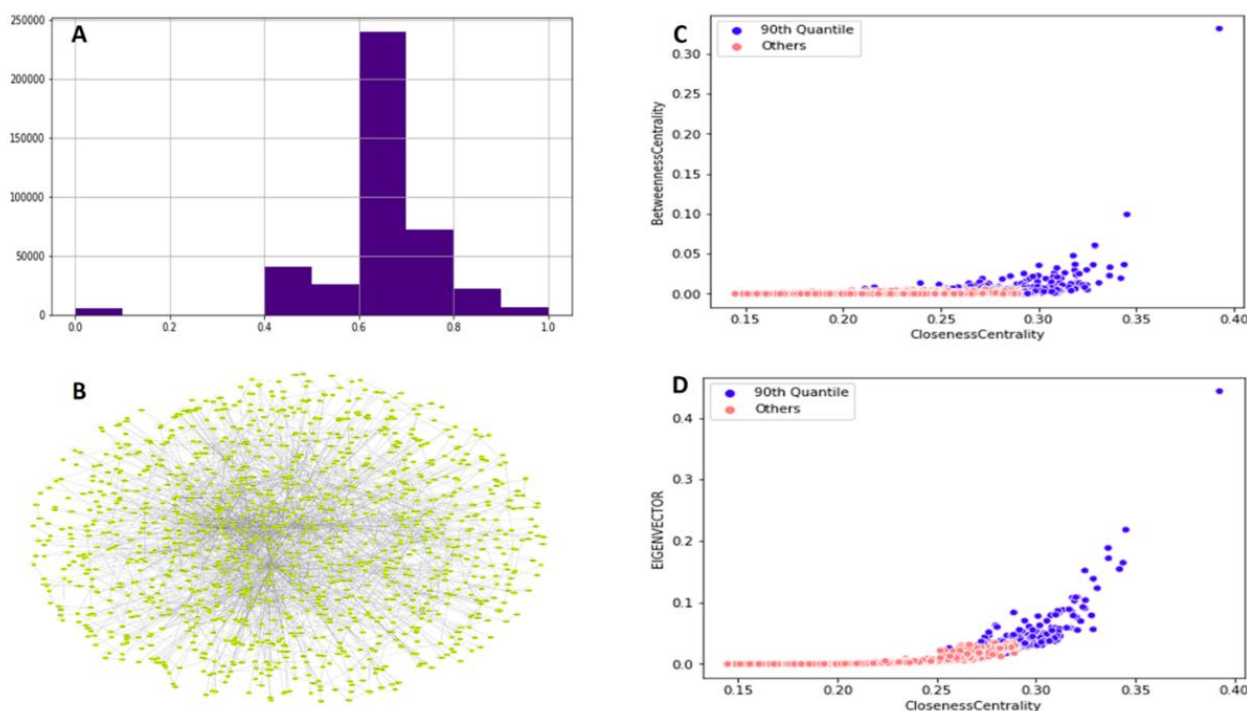 A
250000
200000
150000
100000
50000
0
0.0 0.2 0.4 0.6 0.8 1.0
B
C
90th Quantile
Others
BetweennessCentrality
0.30
0.25
0.20
0.15
0.10
0.05
0.00
0.15 0.20 0.25 0.30 0.35 0.40
ClosenessCentrality
D
90th Quantile
Others
EIGENVECTOR
0.4
0.3
0.2
0.1
0.0
0.15 0.20 0.25 0.30 0.35 0.40
ClosenessCentrality